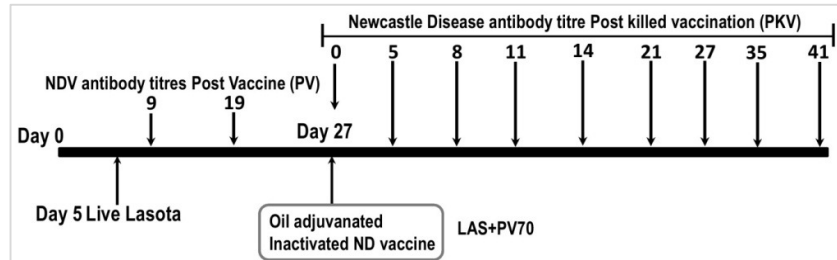 Newcastle Disease antibody titre Post killed vaccination (PKV)
0 5 8 11 14 21 27 35 41
NDV antibody titres Post Vaccine (PV)
9 19
Day 0
Day 27
Day 5 Live Lasota
Oil adjuvanated
Inactivated ND vaccine
LAS+PV70